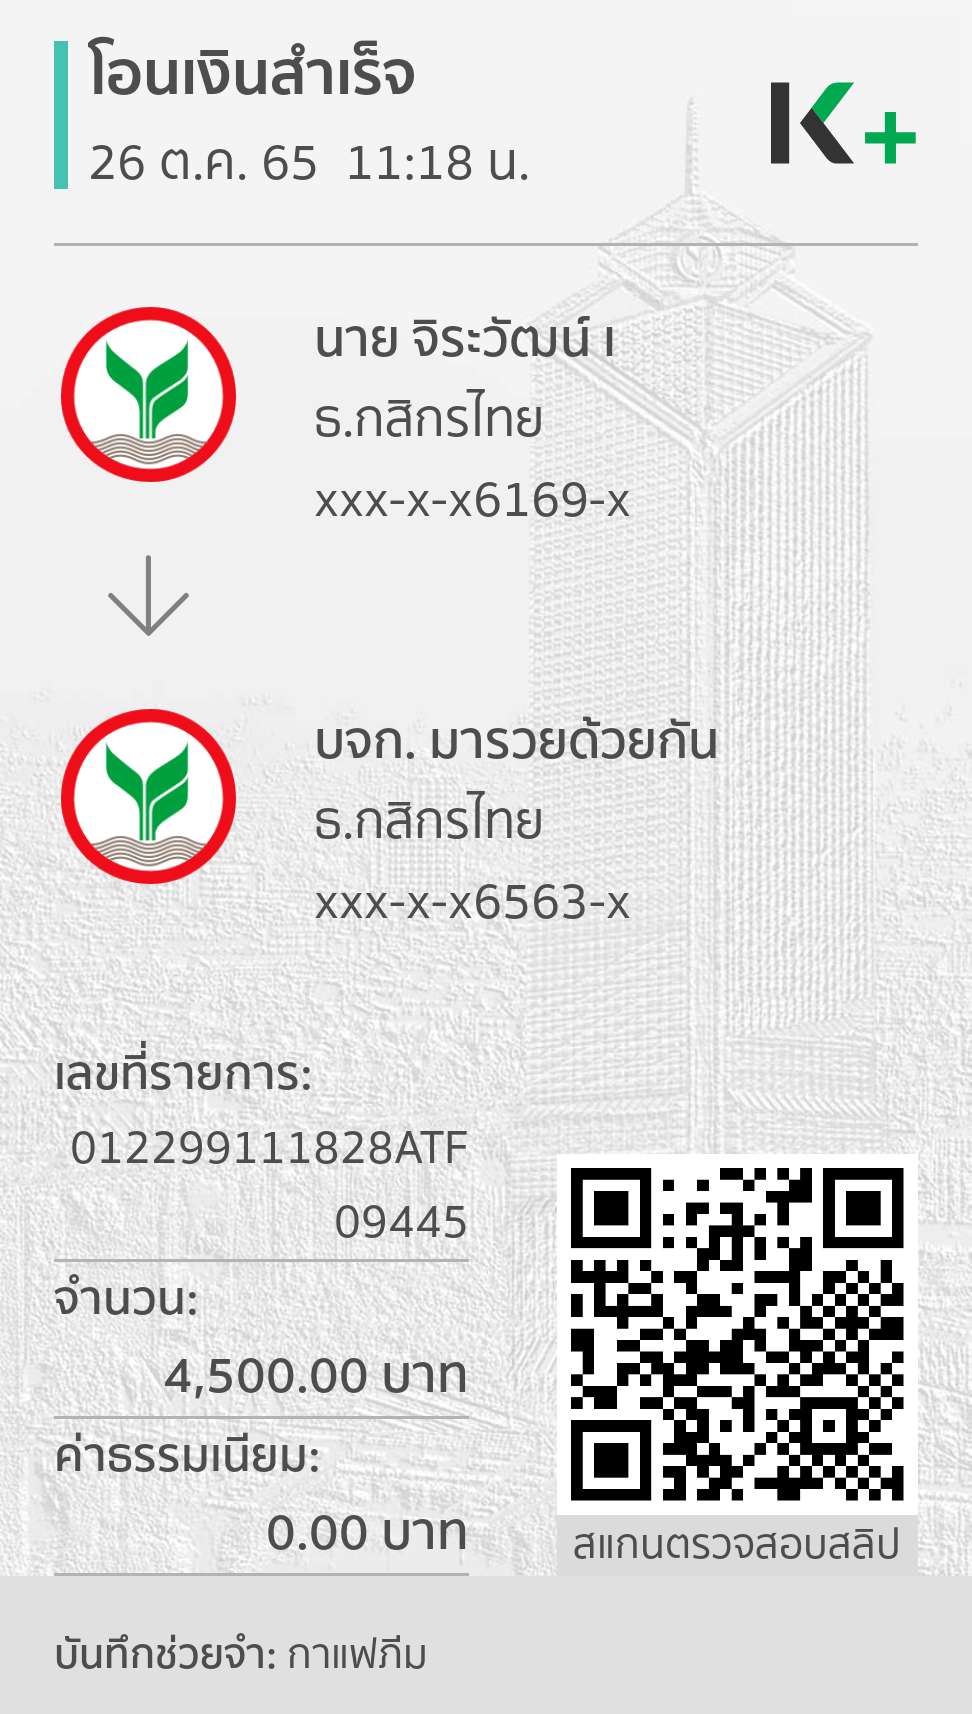 โอนเงินสำเร็จ
26 ต.ค. 65 11:18 น.
K+
นาย จิระวัฒน์ เ
ธ.กสิกรไทย
xxx-x-x6169-x
บจก. มารวยด้วยกัน
ธ.กสิกรไทย
xxx-x-x6563-x
เลขที่รายการ:
012299111828ATF
09445
จำนวน:
4,500.00 บาท
ค่าธรรมเนียม:
0.00 บาท
สแกนตรวจสอบสลิป
บันทึกช่วยจำ: กาแฟภีม